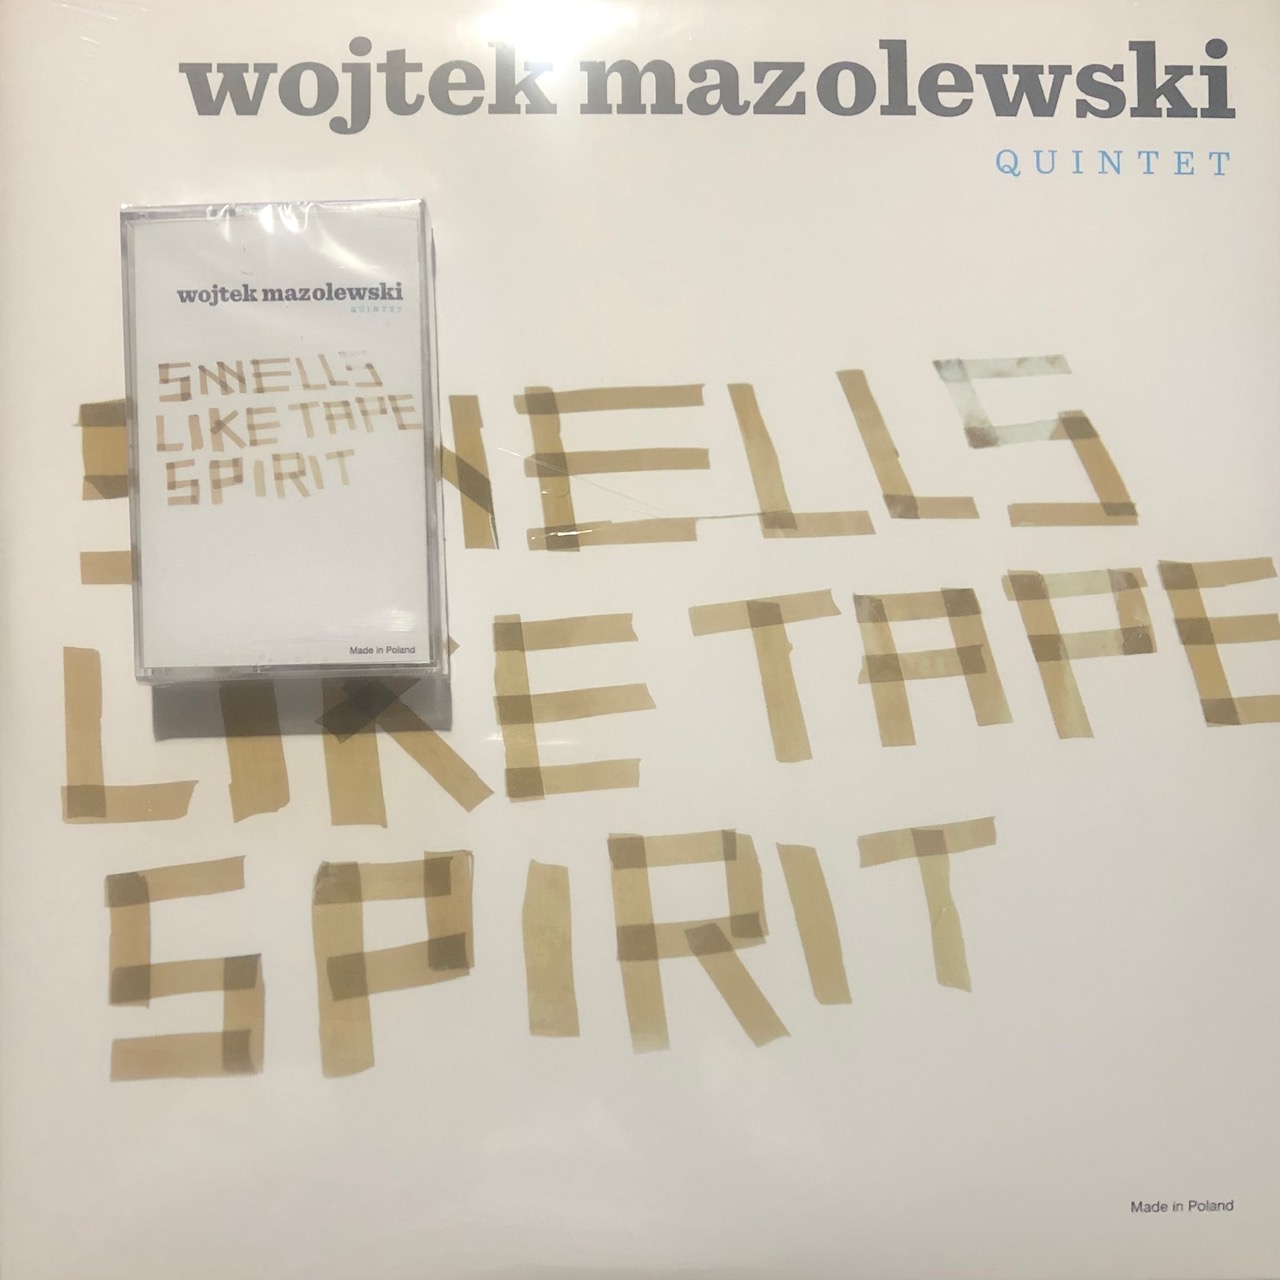 wojtek mazolewski
QUINTET
wojtek mazolewski
QUINTET
SMELLS
LIKE TAPE
SPIRIT
Made in Poland
SMELLS
LIKE TAPE
SPIRIT
Made in Poland